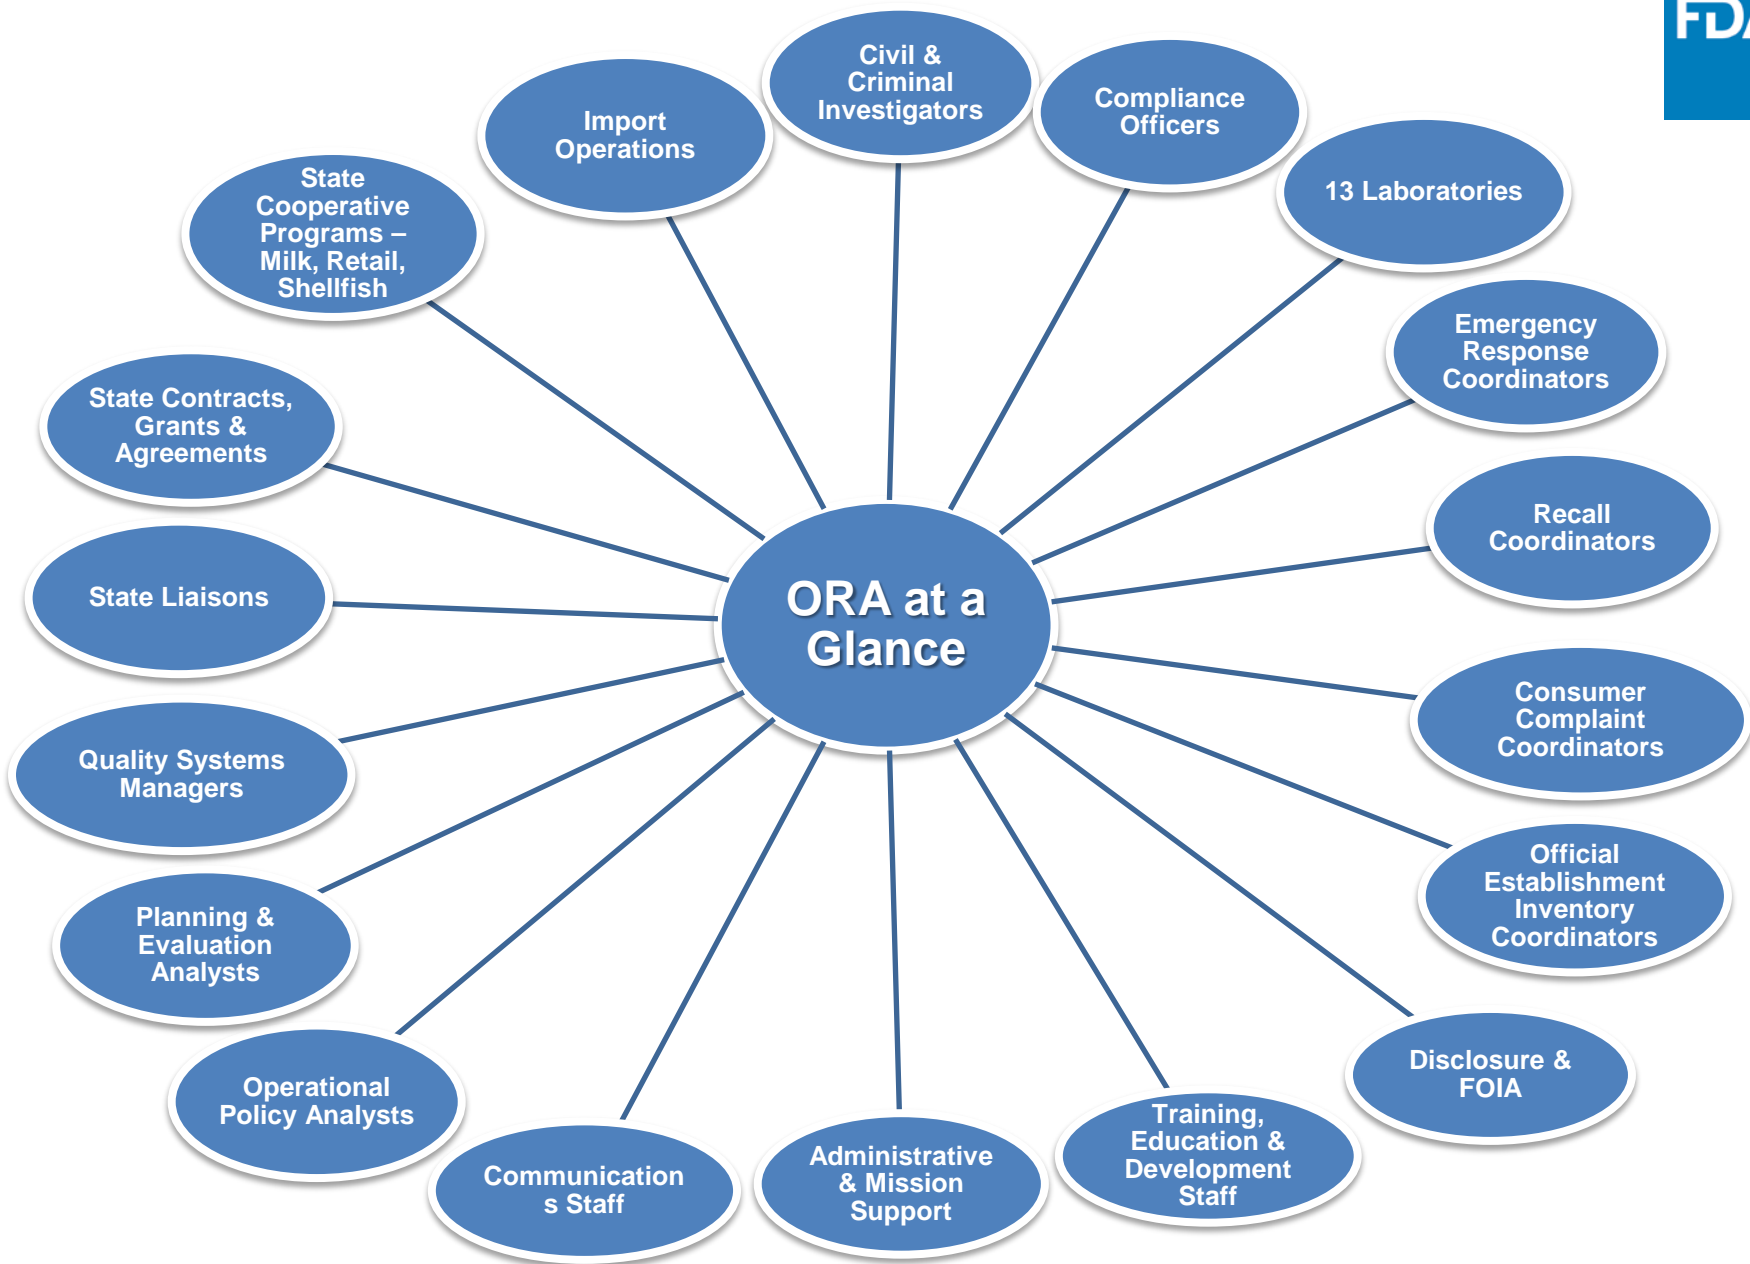 FDA
Civil &
Criminal
Investigators
Compliance
Officers
Import
Operations
13 Laboratories
State
Cooperative
Programs –
Milk, Retail,
Shellfish
Emergency
Response
Coordinators
State Contracts,
Grants &
Agreements
Recall
Coordinators
State Liaisons
ORA at a
Glance
Consumer
Complaint
Coordinators
Quality Systems
Managers
Official
Establishment
Inventory
Coordinators
Planning &
Evaluation
Analysts
Disclosure &
FOIA
Operational
Policy Analysts
Training,
Education &
Development
Staff
Administrative
& Mission
Support
Communication
s Staff